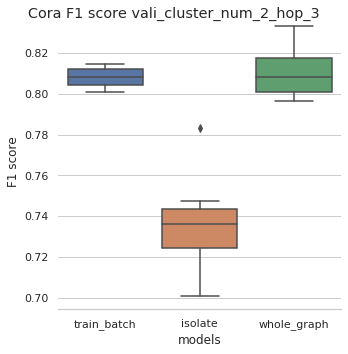 Cora F1 score vali_cluster_num_2_hop_3
0.82
0.80
0.78
0.76
0.74
0.72
0.70
F1 score
train_batch
isolate
whole_graph
models